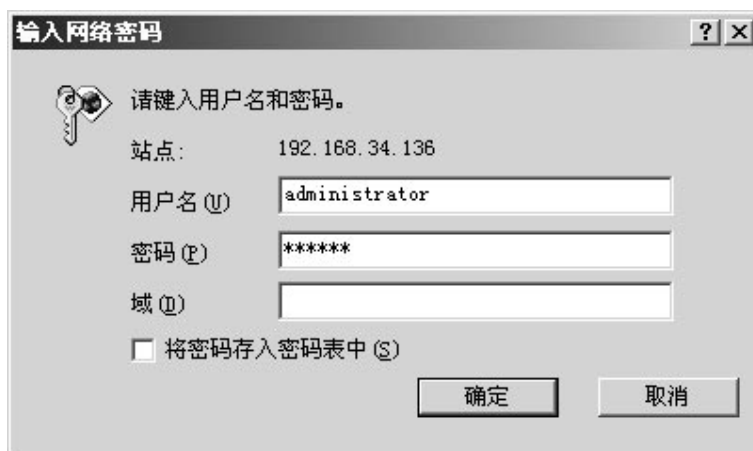 输入网络密码
请键入用户名和密码。
站点: 192.168.34.136
用户名(U) administrator
密码(P) ******
域(D)
将密码存入密码表中(S)
确定 取消